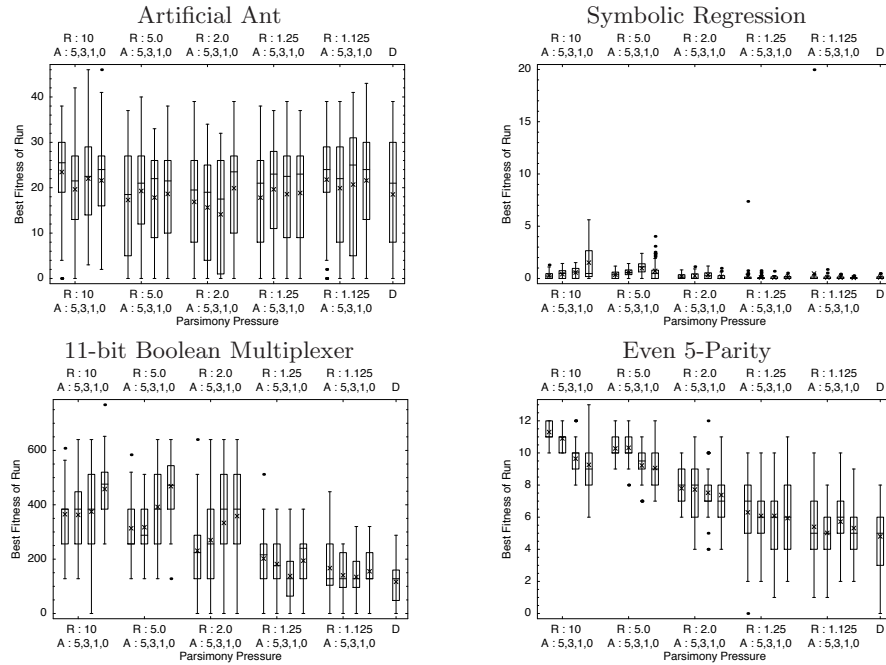 Artificial Ant
R : 10 R : 5.0 R : 2.0 R : 1.25 R : 1.125
A : 5,3,1,0 A : 5,3,1,0 A : 5,3,1,0 A : 5,3,1,0 A : 5,3,1,0 D
40
30
20
10
0
Best Fitness of Run
R : 10 R : 5.0 R : 2.0 R : 1.25 R : 1.125
A : 5,3,1,0 A : 5,3,1,0 A : 5,3,1,0 A : 5,3,1,0 A : 5,3,1,0 D
Parsimony Pressure
Symbolic Regression
R : 10 R : 5.0 R : 2.0 R : 1.25 R : 1.125
A : 5,3,1,0 A : 5,3,1,0 A : 5,3,1,0 A : 5,3,1,0 A : 5,3,1,0 D
20
15
10
5
0
Best Fitness of Run
R : 10 R : 5.0 R : 2.0 R : 1.25 R : 1.125
A : 5,3,1,0 A : 5,3,1,0 A : 5,3,1,0 A : 5,3,1,0 A : 5,3,1,0 D
Parsimony Pressure
11-bit Boolean Multiplexer
R : 10 R : 5.0 R : 2.0 R : 1.25 R : 1.125
A : 5,3,1,0 A : 5,3,1,0 A : 5,3,1,0 A : 5,3,1,0 A : 5,3,1,0 D
600
400
200
0
Best Fitness of Run
R : 10 R : 5.0 R : 2.0 R : 1.25 R : 1.125
A : 5,3,1,0 A : 5,3,1,0 A : 5,3,1,0 A : 5,3,1,0 A : 5,3,1,0 D
Parsimony Pressure
Even 5-Parity
R : 10 R : 5.0 R : 2.0 R : 1.25 R : 1.125
A : 5,3,1,0 A : 5,3,1,0 A : 5,3,1,0 A : 5,3,1,0 A : 5,3,1,0 D
12
10
8
6
4
2
0
Best Fitness of Run
R : 10 R : 5.0 R : 2.0 R : 1.25 R : 1.125
A : 5,3,1,0 A : 5,3,1,0 A : 5,3,1,0 A : 5,3,1,0 A : 5,3,1,0 D
Parsimony Pressure